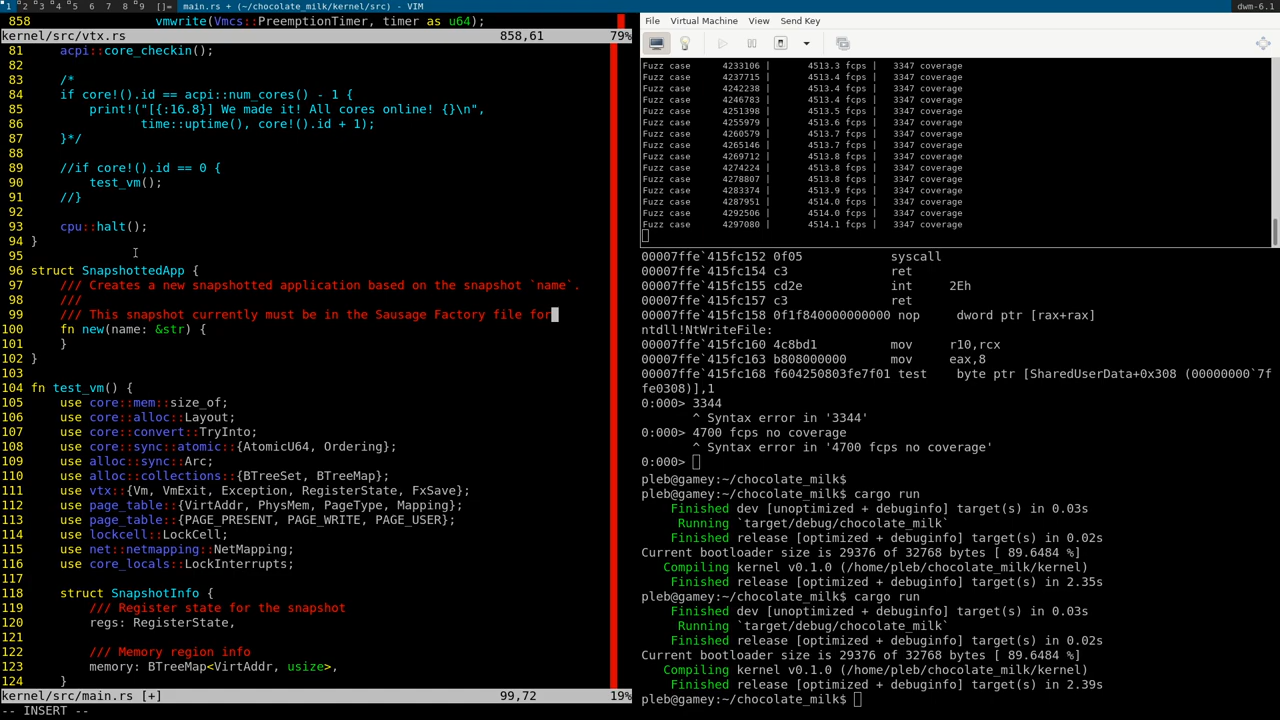 1 2 3 4 5 6 7 8 9 []= main.rs + (~/chocolate_milk/kernel/src) - VIM
dwm-6.1
858                     vmwrite(Vmcs::PreemptionTimer, timer as u64);
kernel/src/vtx.rs 858,61 79%
81     acpi::core_checkin();
82
83     /*
84     if core!().id == acpi::num_cores() - 1 {
85         print!("[{:16.8}] We made it! All cores online! {}\n",
86                time::uptime(), core!().id + 1);
87     }*/
88
89     //if core!().id == 0 {
90         test_vm();
91     //}
92
93     cpu::halt();
94 }
95
96 struct SnapshottedApp {
97     /// Creates a new snapshotted application based on the snapshot `name`.
98     ///
99     /// This snapshot currently must be in the Sausage Factory file for
100     fn new(name: &str) {
101     }
102 }
103
104 fn test_vm() {
105     use core::mem::size_of;
106     use core::alloc::Layout;
107     use core::convert::TryInto;
108     use core::sync::atomic::{AtomicU64, Ordering};
109     use alloc::sync::Arc;
110     use alloc::collections::{BTreeSet, BTreeMap};
111     use vtx::{Vm, VmExit, Exception, RegisterState, FxSave};
112     use page_table::{VirtAddr, PhysMem, PageType, Mapping};
113     use page_table::{PAGE_PRESENT, PAGE_WRITE, PAGE_USER};
114     use lockcell::LockCell;
115     use net::netmapping::NetMapping;
116     use core_locals::LockInterrupts;
117
118     struct SnapshotInfo {
119         /// Register state for the snapshot
120         regs: RegisterState,
121
122         /// Memory region info
123         memory: BTreeMap<VirtAddr, usize>,
124     }
kernel/src/main.rs [+] 99,72 19%
-- INSERT --
File Virtual Machine View Send Key
Fuzz case 4233106 | 4513.3 fcps | 3347 coverage
Fuzz case 4237715 | 4513.4 fcps | 3347 coverage
Fuzz case 4242238 | 4513.4 fcps | 3347 coverage
Fuzz case 4246783 | 4513.4 fcps | 3347 coverage
Fuzz case 4251398 | 4513.5 fcps | 3347 coverage
Fuzz case 4255979 | 4513.6 fcps | 3347 coverage
Fuzz case 4260579 | 4513.7 fcps | 3347 coverage
Fuzz case 4265146 | 4513.7 fcps | 3347 coverage
Fuzz case 4269712 | 4513.8 fcps | 3347 coverage
Fuzz case 4274224 | 4513.8 fcps | 3347 coverage
Fuzz case 4278807 | 4513.8 fcps | 3347 coverage
Fuzz case 4283374 | 4513.9 fcps | 3347 coverage
Fuzz case 4287951 | 4514.0 fcps | 3347 coverage
Fuzz case 4292506 | 4514.0 fcps | 3347 coverage
Fuzz case 4297080 | 4514.1 fcps | 3347 coverage
00007ffe`415fc152 0f05            syscall
00007ffe`415fc154 c3              ret
00007ffe`415fc155 cd2e            int     2Eh
00007ffe`415fc157 c3              ret
00007ffe`415fc158 0f1f840000000000 nop     dword ptr [rax+rax]
ntdll!NtWriteFile:
00007ffe`415fc160 4c8bd1          mov     r10,rcx
00007ffe`415fc163 b808000000      mov     eax,8
00007ffe`415fc168 f604250803fe7f01 test    byte ptr [SharedUserData+0x308 (00000000`7f
fe0308)],1
0:000> 3344
       ^ Syntax error in '3344'
0:000> 4700 fcps no coverage
       ^ Syntax error in '4700 fcps no coverage'
0:000>
pleb@gamey:~/chocolate_milk$
pleb@gamey:~/chocolate_milk$ cargo run
    Finished dev [unoptimized + debuginfo] target(s) in 0.03s
     Running `target/debug/chocolate_milk`
    Finished release [optimized + debuginfo] target(s) in 0.02s
Current bootloader size is 29376 of 32768 bytes [ 89.6484 %]
   Compiling kernel v0.1.0 (/home/pleb/chocolate_milk/kernel)
    Finished release [optimized + debuginfo] target(s) in 2.35s
pleb@gamey:~/chocolate_milk$ cargo run
    Finished dev [unoptimized + debuginfo] target(s) in 0.03s
     Running `target/debug/chocolate_milk`
    Finished release [optimized + debuginfo] target(s) in 0.02s
Current bootloader size is 29376 of 32768 bytes [ 89.6484 %]
   Compiling kernel v0.1.0 (/home/pleb/chocolate_milk/kernel)
    Finished release [optimized + debuginfo] target(s) in 2.39s
pleb@gamey:~/chocolate_milk$